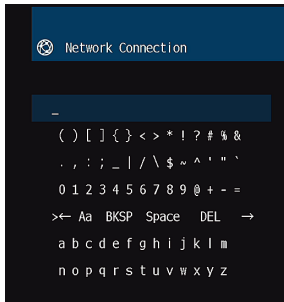 Network Connection
_
( ) [ ] { } < > * ! ? # % &
. , : ; _ | / \ $ ~ ^ ' " `
0 1 2 3 4 5 6 7 8 9 @ + - =
>← Aa BKSP Space DEL →
a b c d e f g h i j k l m
n o p q r s t u v w x y z